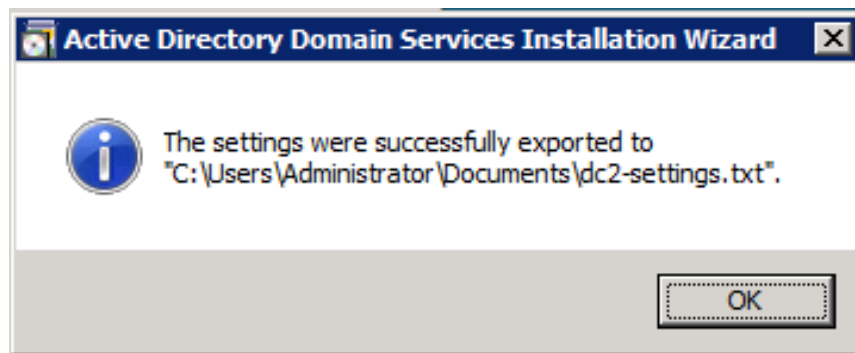 Active Directory Domain Services Installation Wizard
The settings were successfully exported to
"C:\Users\Administrator\Documents\dc2-settings.txt".
OK